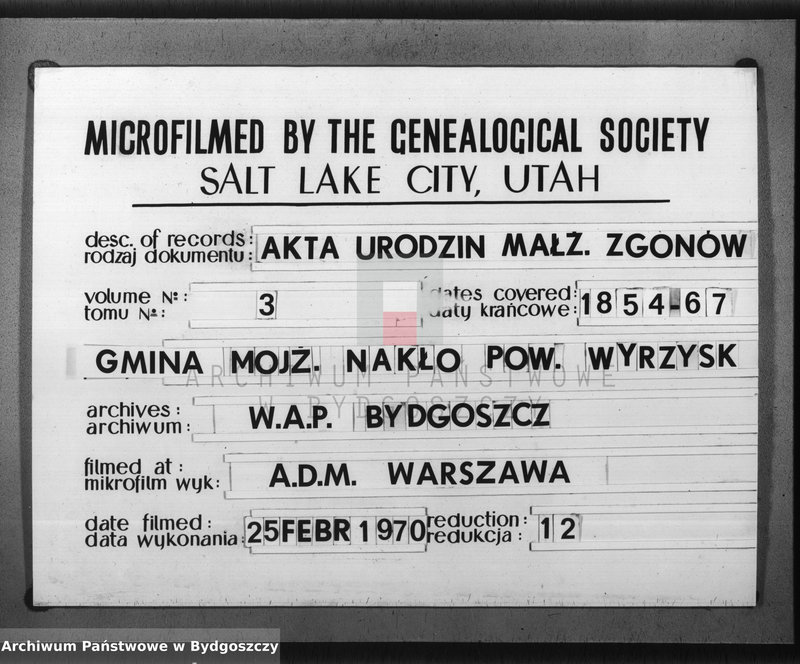 MICROFILMED BY THE GENEALOGICAL SOCIETY
SALT LAKE CITY, UTAH
desc. of records:
rodzaj dokumentu: AKTA URODZIN MAŁŻ. ZGONÓW
volume №: 3 dates covered: 1854-67
tomu №: daty krańcowe:
GMINA MOJŻ. NAKŁO POW. WYRZYSK
ARCHIWUM PAŃSTWOWE
W BYDGOSZCZY
archives: W.A.P. BYDGOSZCZ
archiwum:
filmed at: A.D.M. WARSZAWA
mikrofilm wyk:
date filmed: 25 FEBR 1970 reduction: 12
data wykonania: redukcja:
Archiwum Państwowe w Bydgoszczy